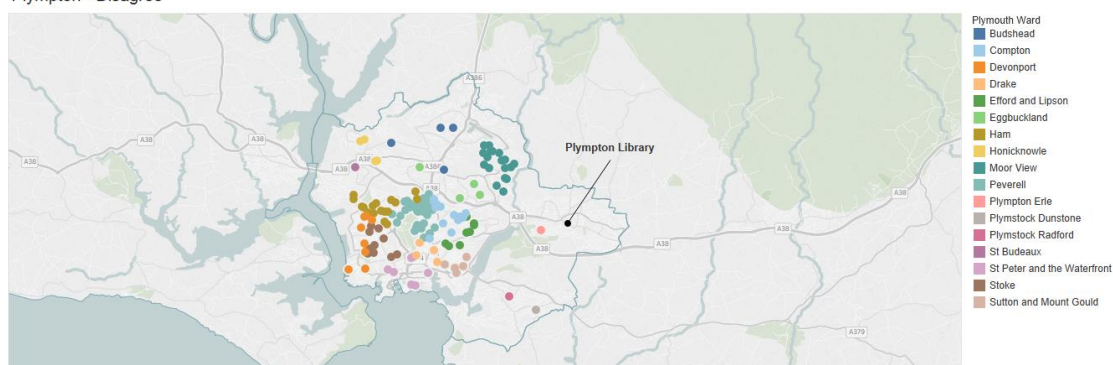 Plympton - Disagree
Plymouth Ward
Budshead
Compton
Devonport
Drake
Efford and Lipson
Eggbuckland
Ham
Honicknowle
Moor View
Peverell
Plympton Erle
Plymstock Dunstone
Plymstock Radford
St Budeaux
St Peter and the Waterfront
Stoke
Sutton and Mount Gould
A386
A38
A38
A38
A38
Plympton Library
A38
A38
A38
A38
A38
A379